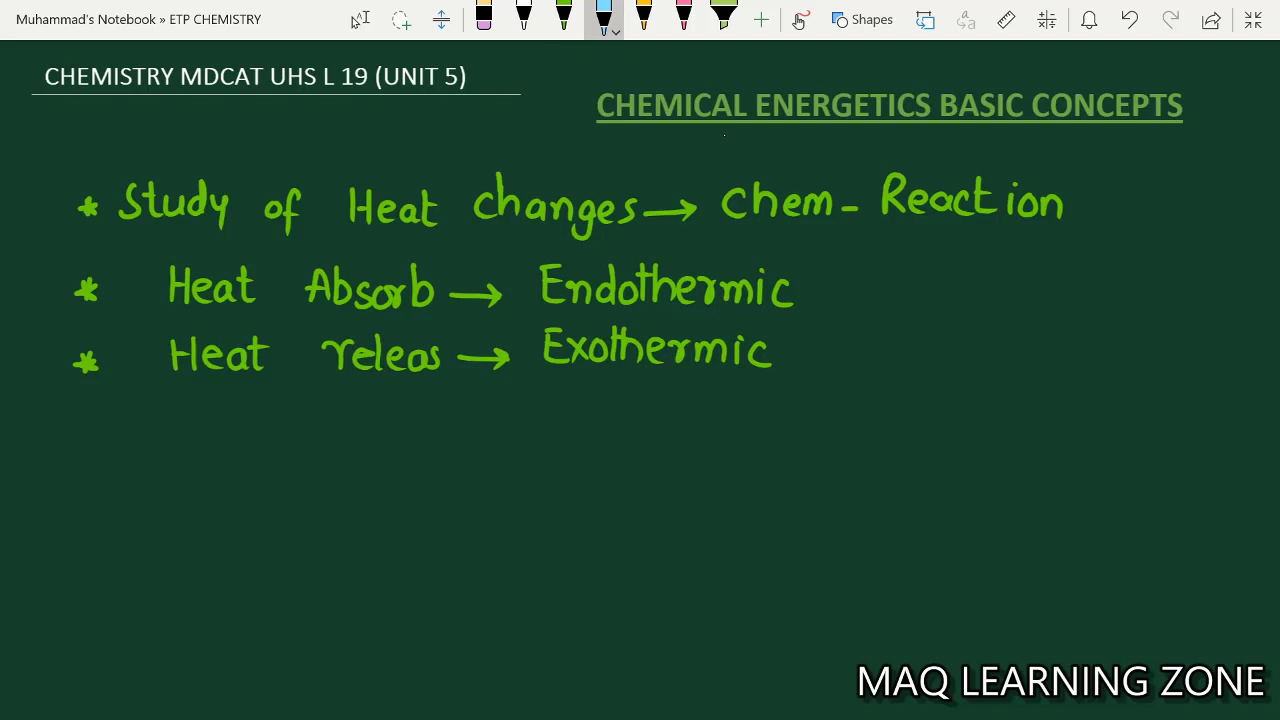 Muhammad's Notebook » ETP CHEMISTRY
Shapes
CHEMISTRY MDCAT UHS L 19 (UNIT 5)
CHEMICAL ENERGETICS BASIC CONCEPTS
* Study of Heat changes → Chem - Reaction
* Heat Absorb → Endothermic
* Heat releas → Exothermic
MAQ LEARNING ZONE